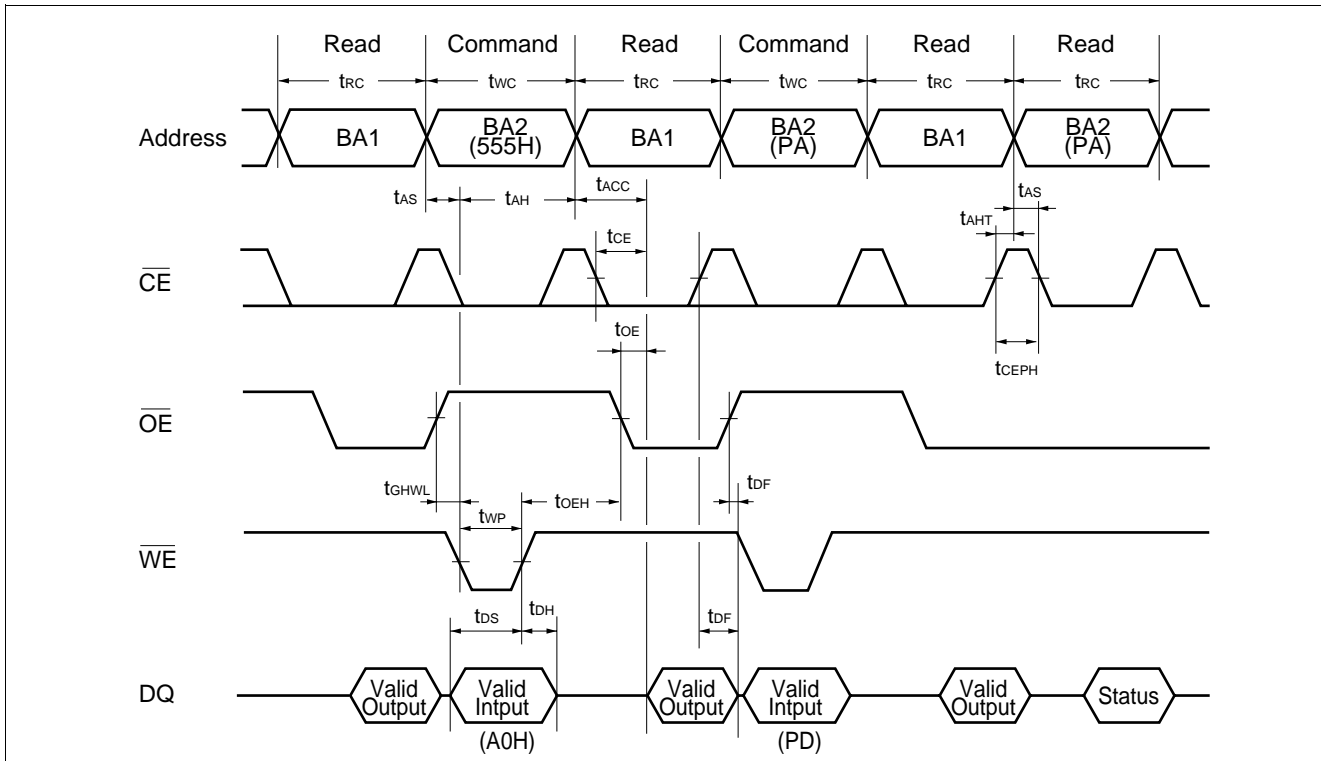 Read Command Read Command Read Read
tRC tWC tRC tWC tRC tRC
Address BA1 BA2 (555H) BA1 BA2 (PA) BA1 BA2 (PA)
tAS tAH tACC tAS
tAHT
tCE
CE
tOE
tCEPH
OE
tGHWL tOEH tDF
tWP
WE
tDS tDH tDF
DQ Valid Output Valid Intput Valid Output Valid Intput Valid Output Status
(A0H) (PD)